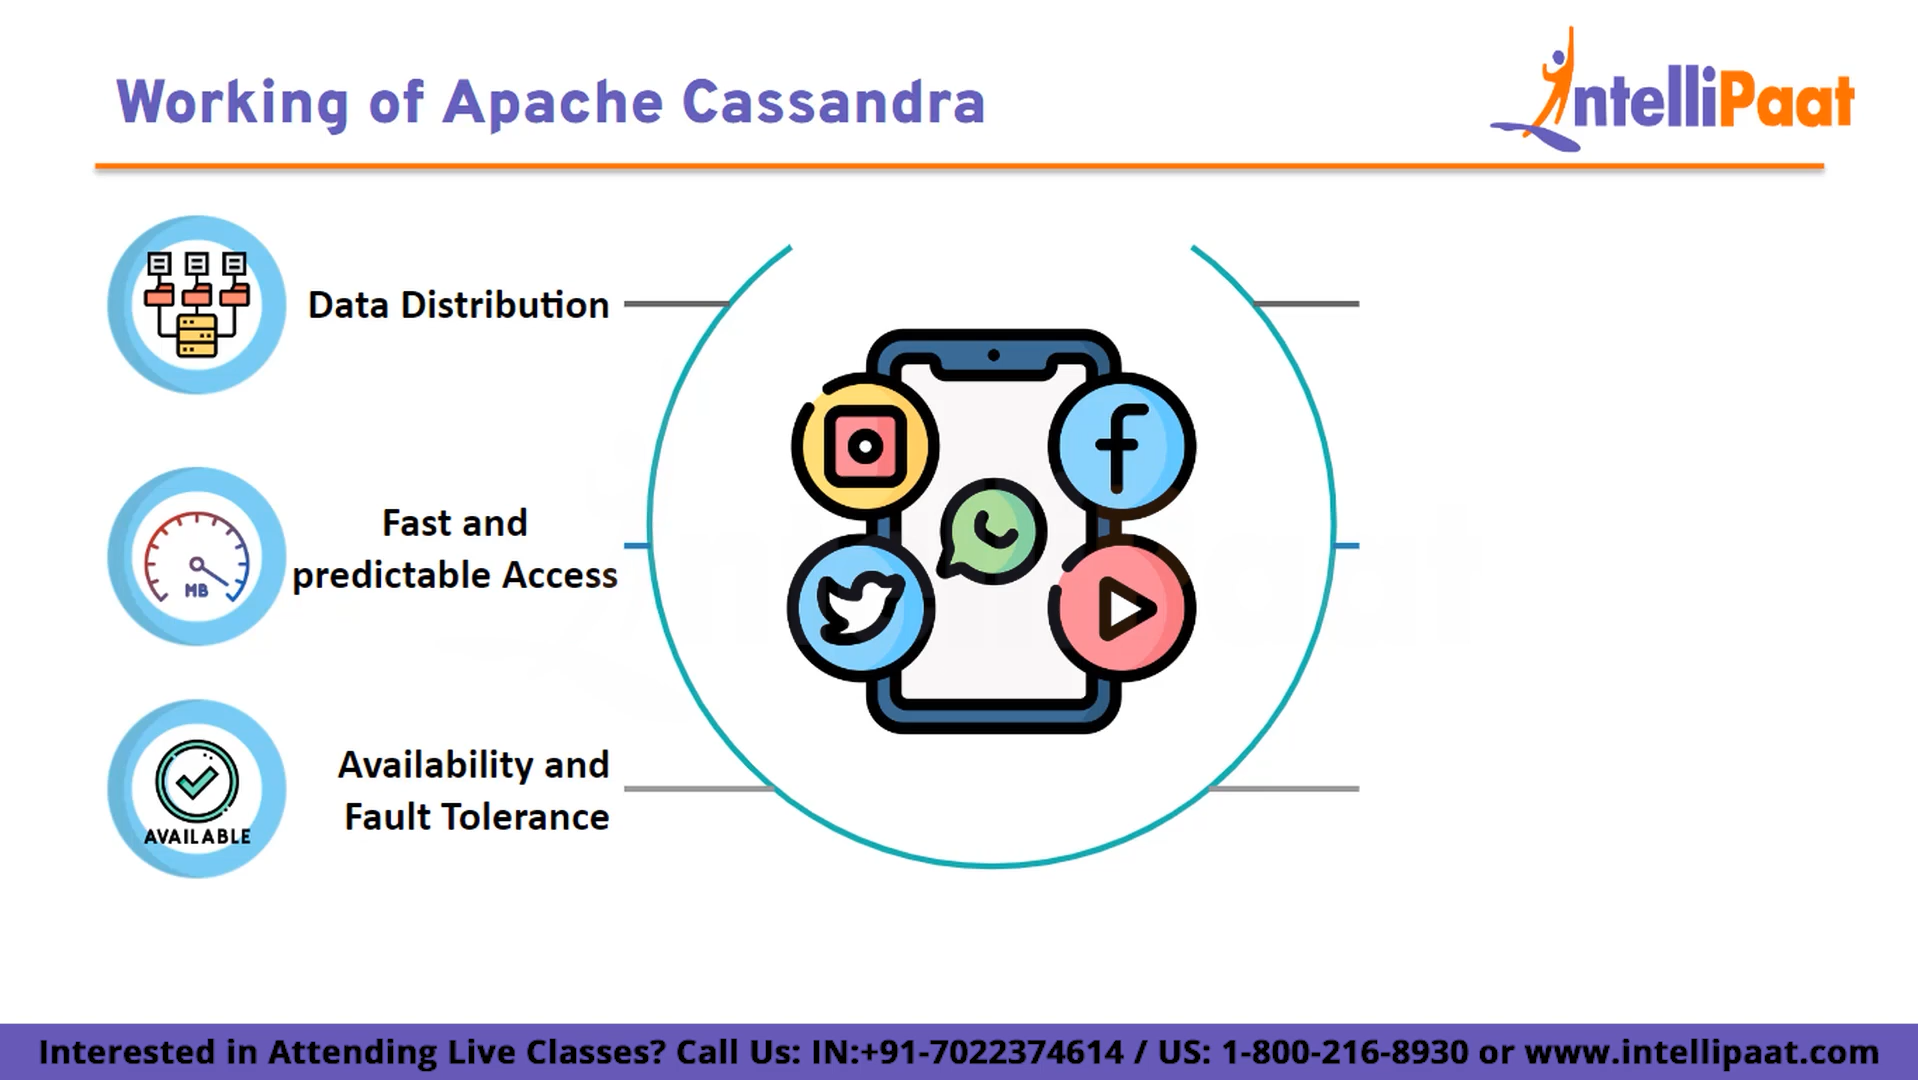 Working of Apache Cassandra
IntelliPaat
Data Distribution
Fast and
predictable Access
MB
Availability and
Fault Tolerance
AVAILABLE
Interested in Attending Live Classes? Call Us: IN:+91-7022374614 / US: 1-800-216-8930 or www.intellipaat.com